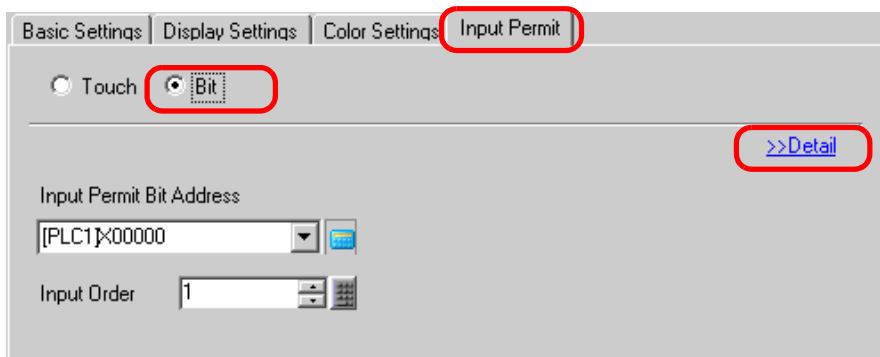 Basic Settings Display Settings Color Settings Input Permit
Touch Bit
>>Detail
Input Permit Bit Address
[PLC1]X00000
Input Order 1